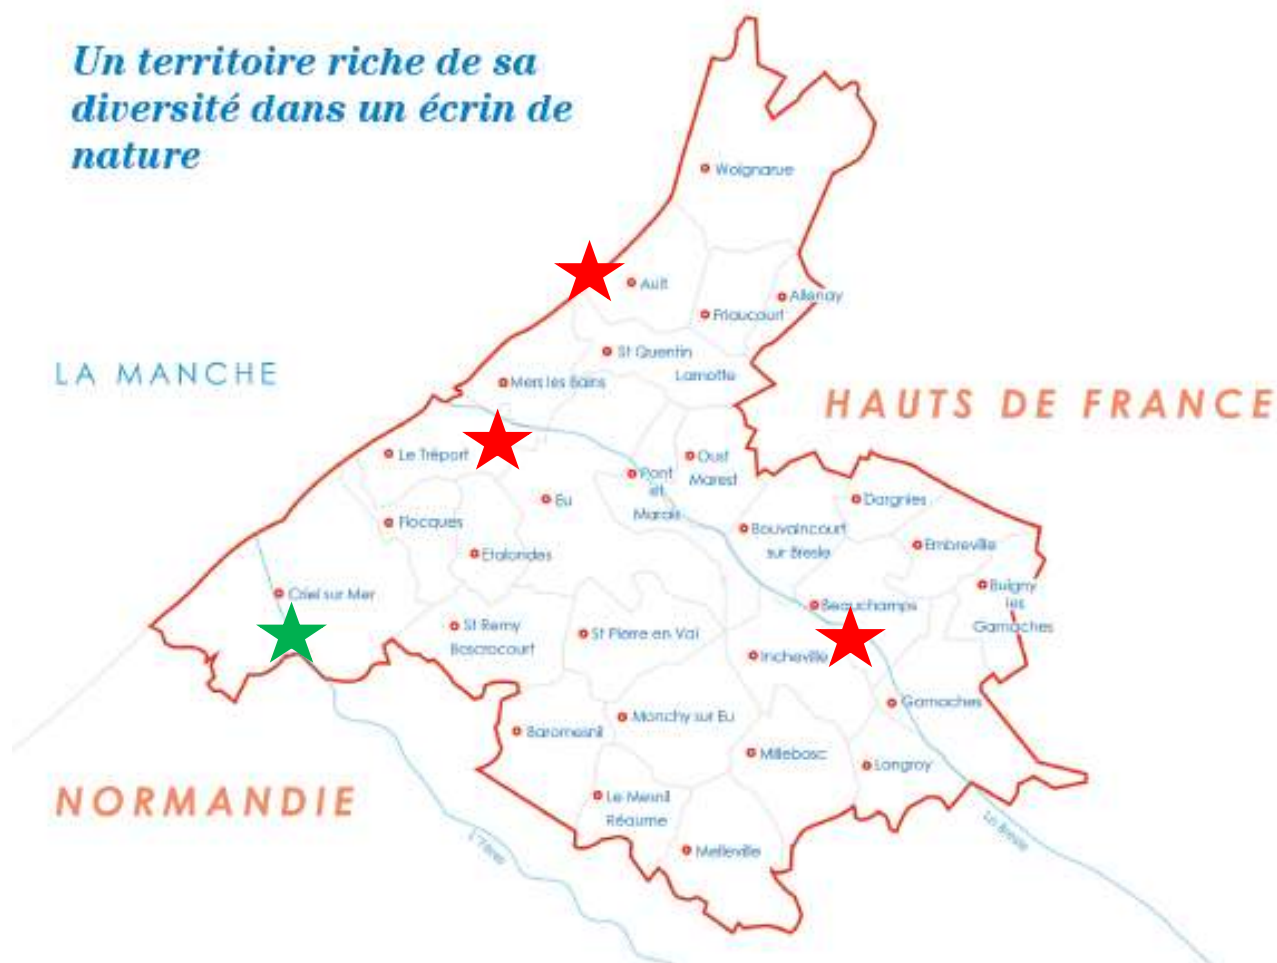 Un territoire riche de sa
diversité dans un écrin de
nature
Woignarue
Ault
Allenay
Friaucourt
St Quentin
Lamotte
LA MANCHE
Mers les Bains
HAUTS DE FRANCE
Le Tréport
Oust
Marest
Pont
et
Marais
Eu
Dargnies
Flocques
Bouvaincourt
sur Bresle
Etalondes
Embreville
Buigny
les
Gamaches
Criel sur Mer
Beauchamps
St Remy
Boscrocourt
St Pierre en Val
Incheville
Gamaches
Monchy sur Eu
Baromesnil
Millebosc
Longroy
NORMANDIE
Le Mesnil
Réaume
L'Yères
La Bresle
Melleville